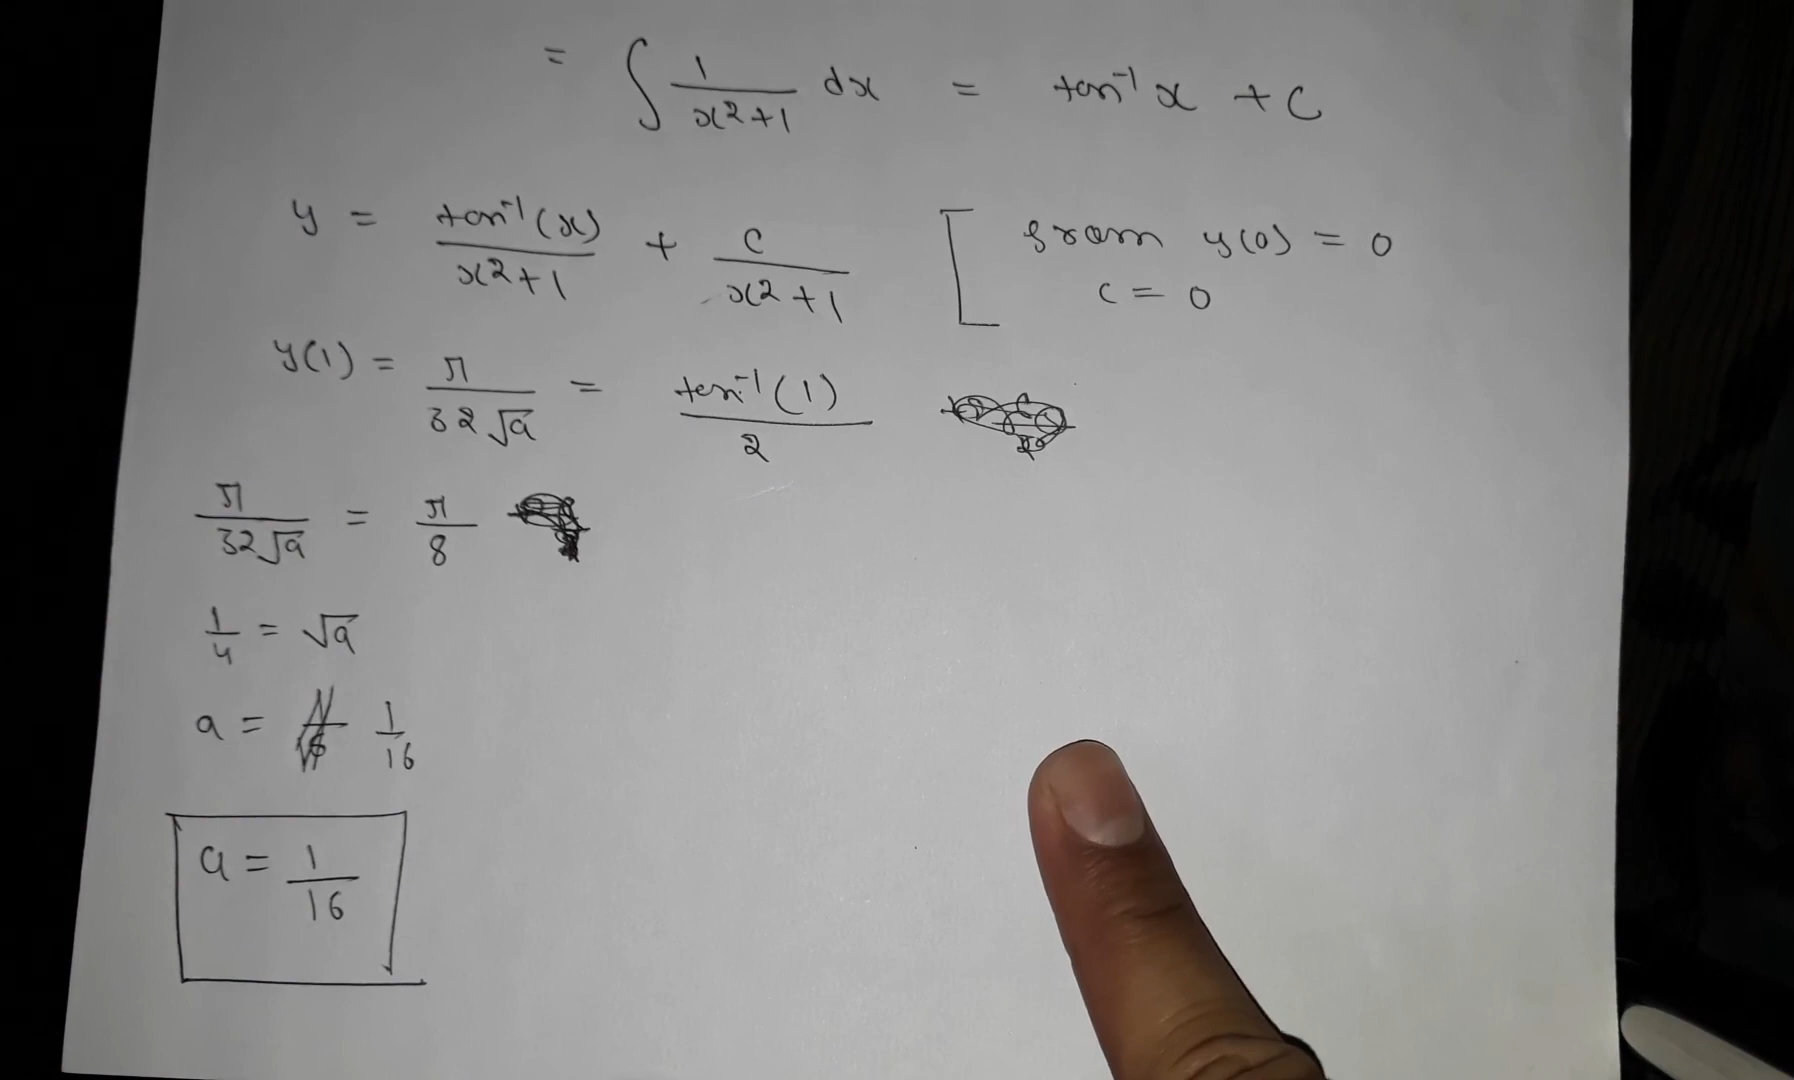 = ∫ 1/(x²+1) dx = tan⁻¹ x + C
y = tan⁻¹(x)/(x²+1) + C/(x²+1) [ from y(0) = 0
C = 0
y(1) = π/(32√a) = tan⁻¹(1)/2
π/(32√a) = π/8
1/4 = √a
a = 1/16
a = 1/16